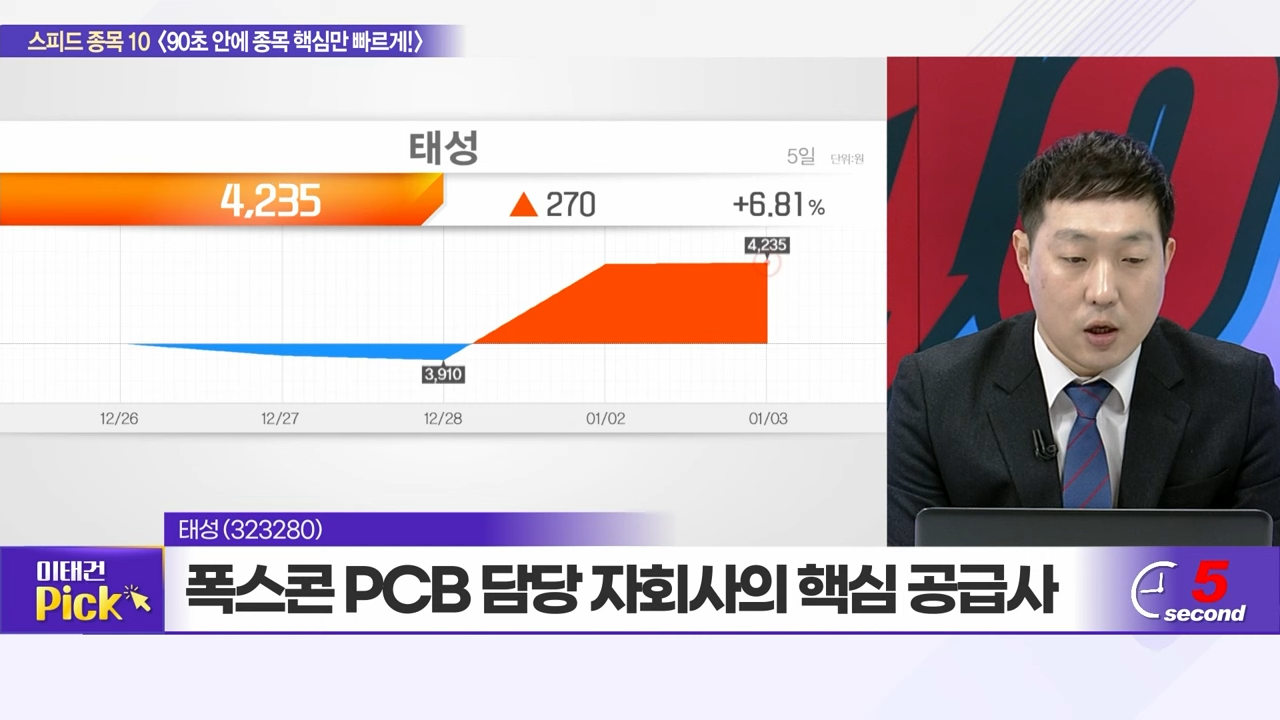 스피드 종목 10 〈90초 안에 종목 핵심만 빠르게!〉
태성
5일 단위:원
4,235 ▲ 270 +6.81%
4,235
3,910
12/26 12/27 12/28 01/02 01/03
10
태성(323280)
이태건
Pick
폭스콘 PCB 담당 자회사의 핵심 공급사
5
second